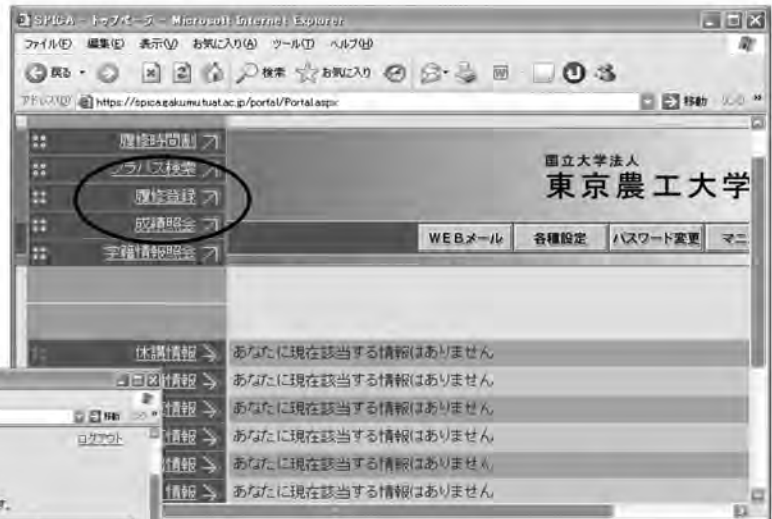 SPICA - トップページ - Microsoft Internet Explorer
ファイル(F) 編集(E) 表示(V) お気に入り(A) ツール(T) ヘルプ(H)
戻る 検索 お気に入り
アドレス(D) https://spica.gakumu.tuat.ac.jp/portal/Portal.aspx 移動
履修時間割
シラバス検索
履修登録
成績照会
学籍情報照会
国立大学法人
東京農工大学
WEBメール 各種設定 パスワード変更 マニ
休講情報 あなたに現在該当する情報はありません
情報 あなたに現在該当する情報はありません
情報 あなたに現在該当する情報はありません
情報 あなたに現在該当する情報はありません
情報 あなたに現在該当する情報はありません
情報 あなたに現在該当する情報はありません
移動
ログアウト
す。